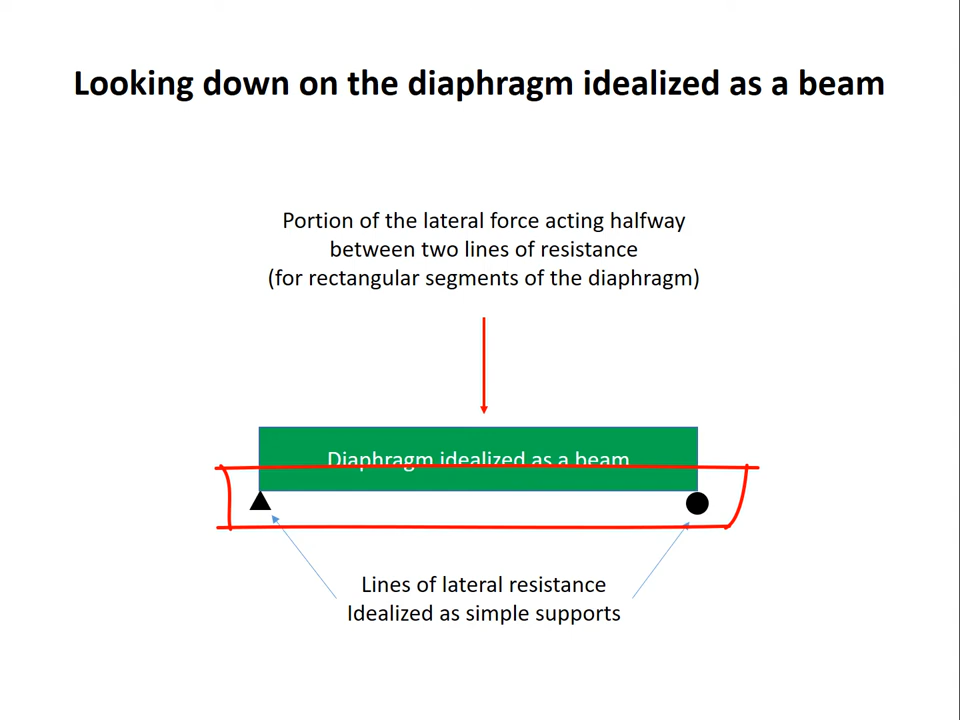 Looking down on the diaphragm idealized as a beam
Portion of the lateral force acting halfway
between two lines of resistance
(for rectangular segments of the diaphragm)
Diaphragm idealized as a beam
Lines of lateral resistance
Idealized as simple supports